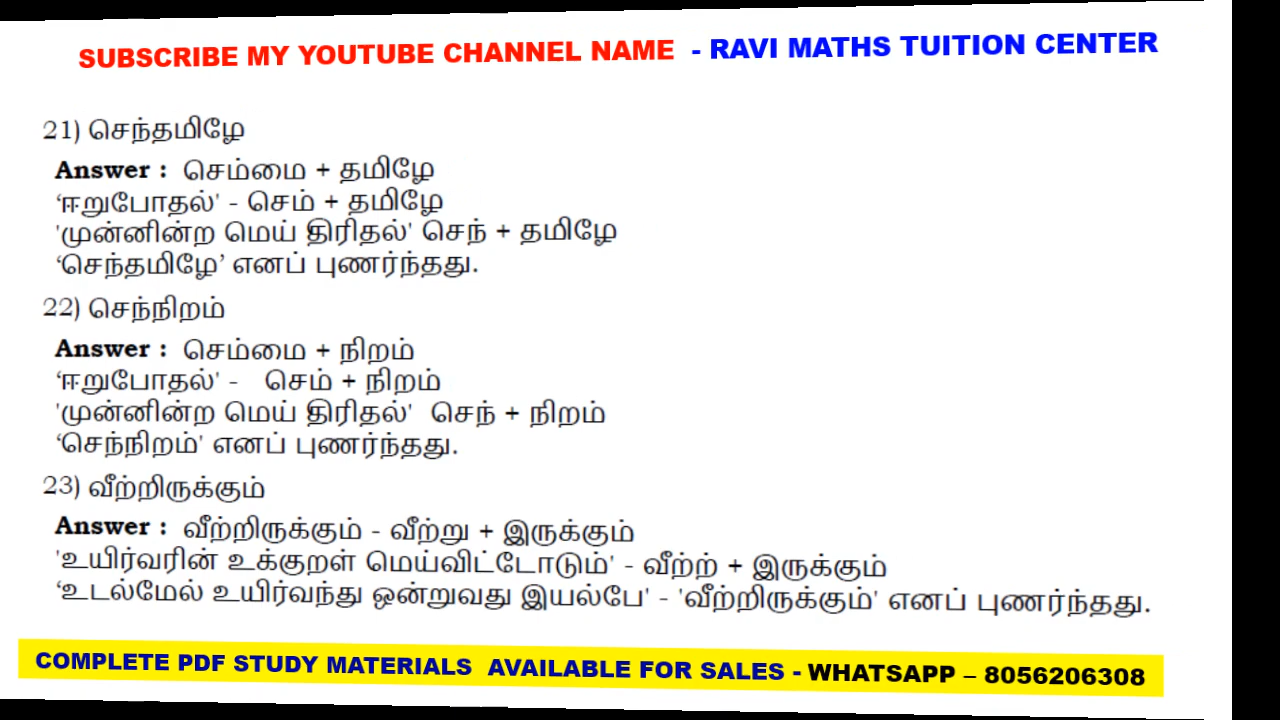 SUBSCRIBE MY YOUTUBE CHANNEL NAME - RAVI MATHS TUITION CENTER
21) செந்தமிழே
Answer : செம்மை + தமிழே
‘ஈறுபோதல்' - செம் + தமிழே
'முன்னின்ற மெய் திரிதல்' செந் + தமிழே
‘செந்தமிழே’ எனப் புணர்ந்தது.
22) செந்நிறம்
Answer : செம்மை + நிறம்
‘ஈறுபோதல்' - செம் + நிறம்
'முன்னின்ற மெய் திரிதல்' செந் + நிறம்
‘செந்நிறம்' எனப் புணர்ந்தது.
23) வீற்றிருக்கும்
Answer : வீற்றிருக்கும் - வீற்று + இருக்கும்
'உயிர்வரின் உக்குறள் மெய்விட்டோடும்' - வீற்ற் + இருக்கும்
‘உடல்மேல் உயிர்வந்து ஒன்றுவது இயல்பே' - 'வீற்றிருக்கும்' எனப் புணர்ந்தது.
COMPLETE PDF STUDY MATERIALS AVAILABLE FOR SALES - WHATSAPP – 8056206308